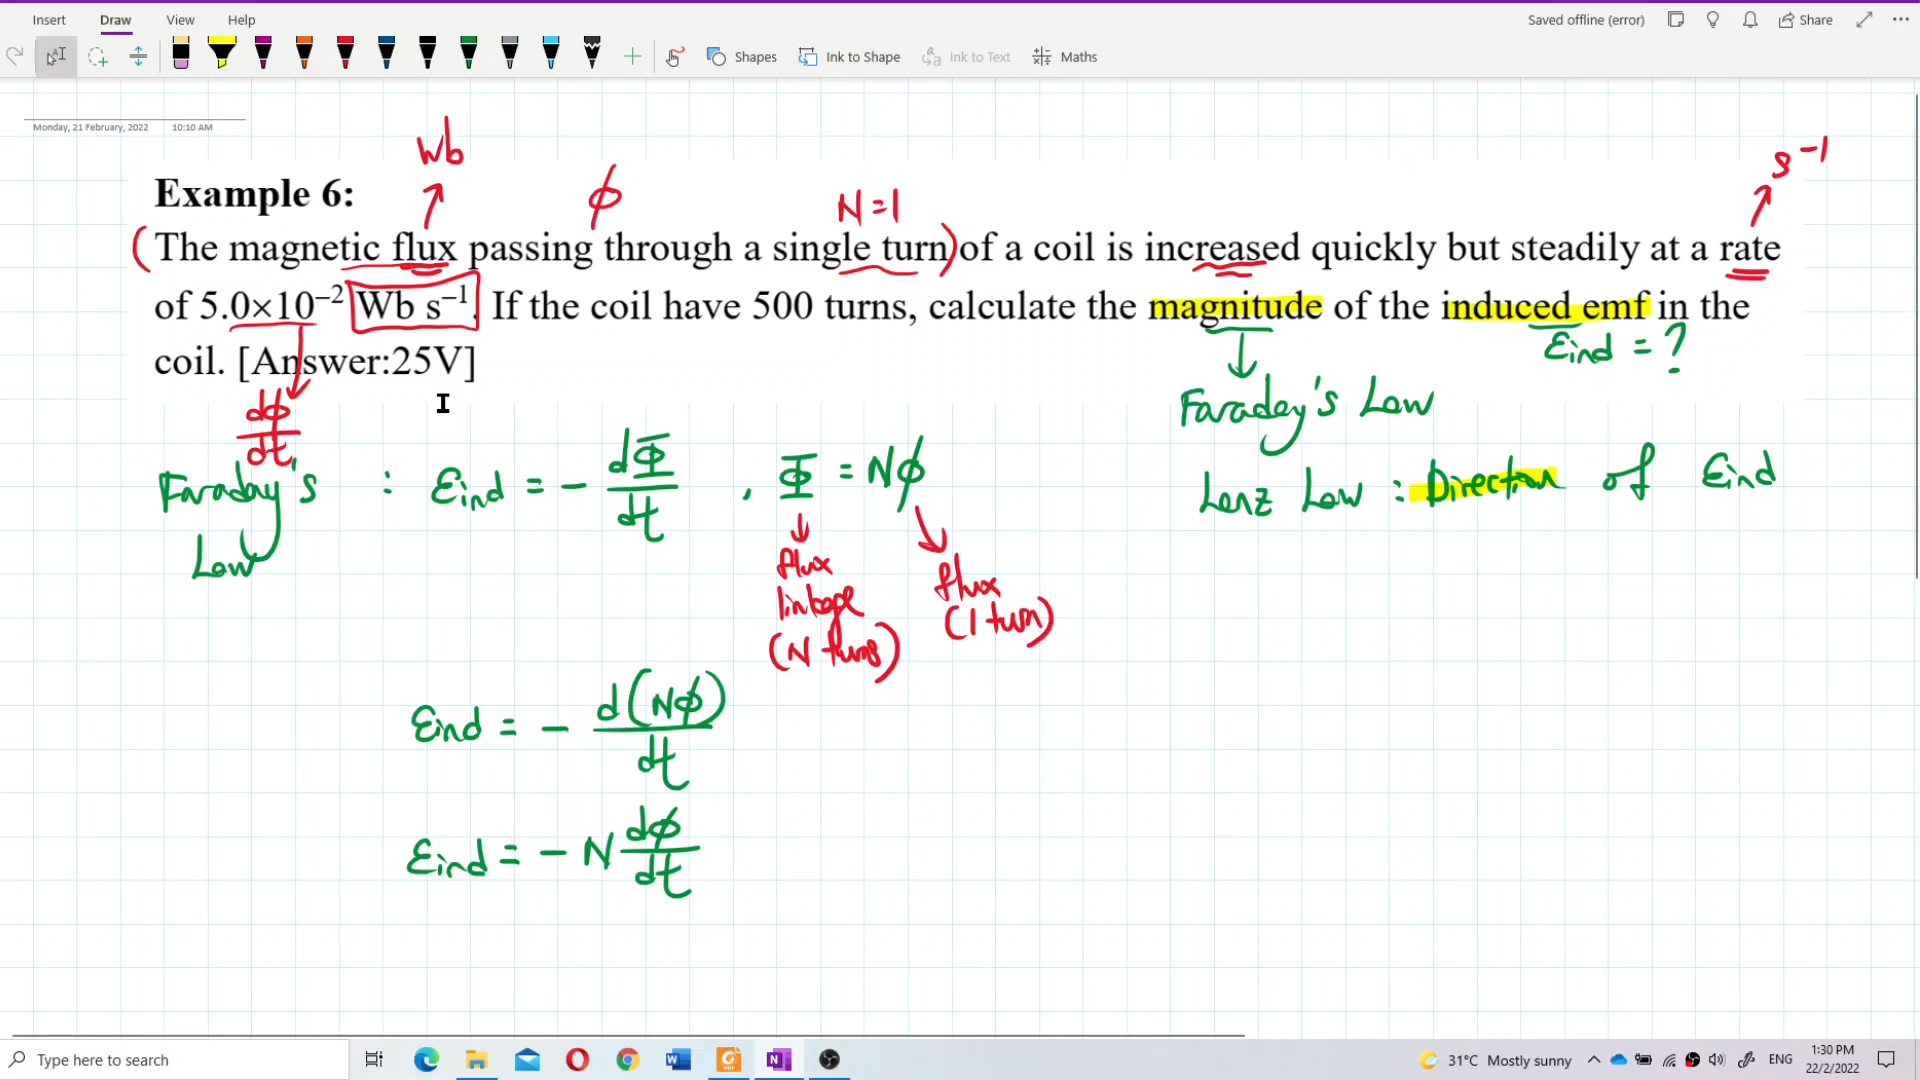 Insert Draw View Help
Saved offline (error) Share
Shapes Ink to Shape Ink to Text Maths
Monday, 21 February, 2022 10:10 AM
Wb
s⁻¹
Example 6:
ϕ
N = 1
(The magnetic flux passing through a single turn) of a coil is increased quickly but steadily at a rate
of 5.0×10⁻² Wb s⁻¹. If the coil have 500 turns, calculate the magnitude of the induced emf in the
coil. [Answer:25V]
Ɛind = ?
dϕ/dt
Faraday's Law
Faraday's Law : Ɛind = - dΦ/dt , Φ = Nϕ
Lenz Law : Direction of Ɛind
flux linkage (N turns)
flux (1 turn)
Ɛind = - d(Nϕ)/dt
Ɛind = - N dϕ/dt
Type here to search
31°C Mostly sunny
ENG
1:30 PM
22/2/2022